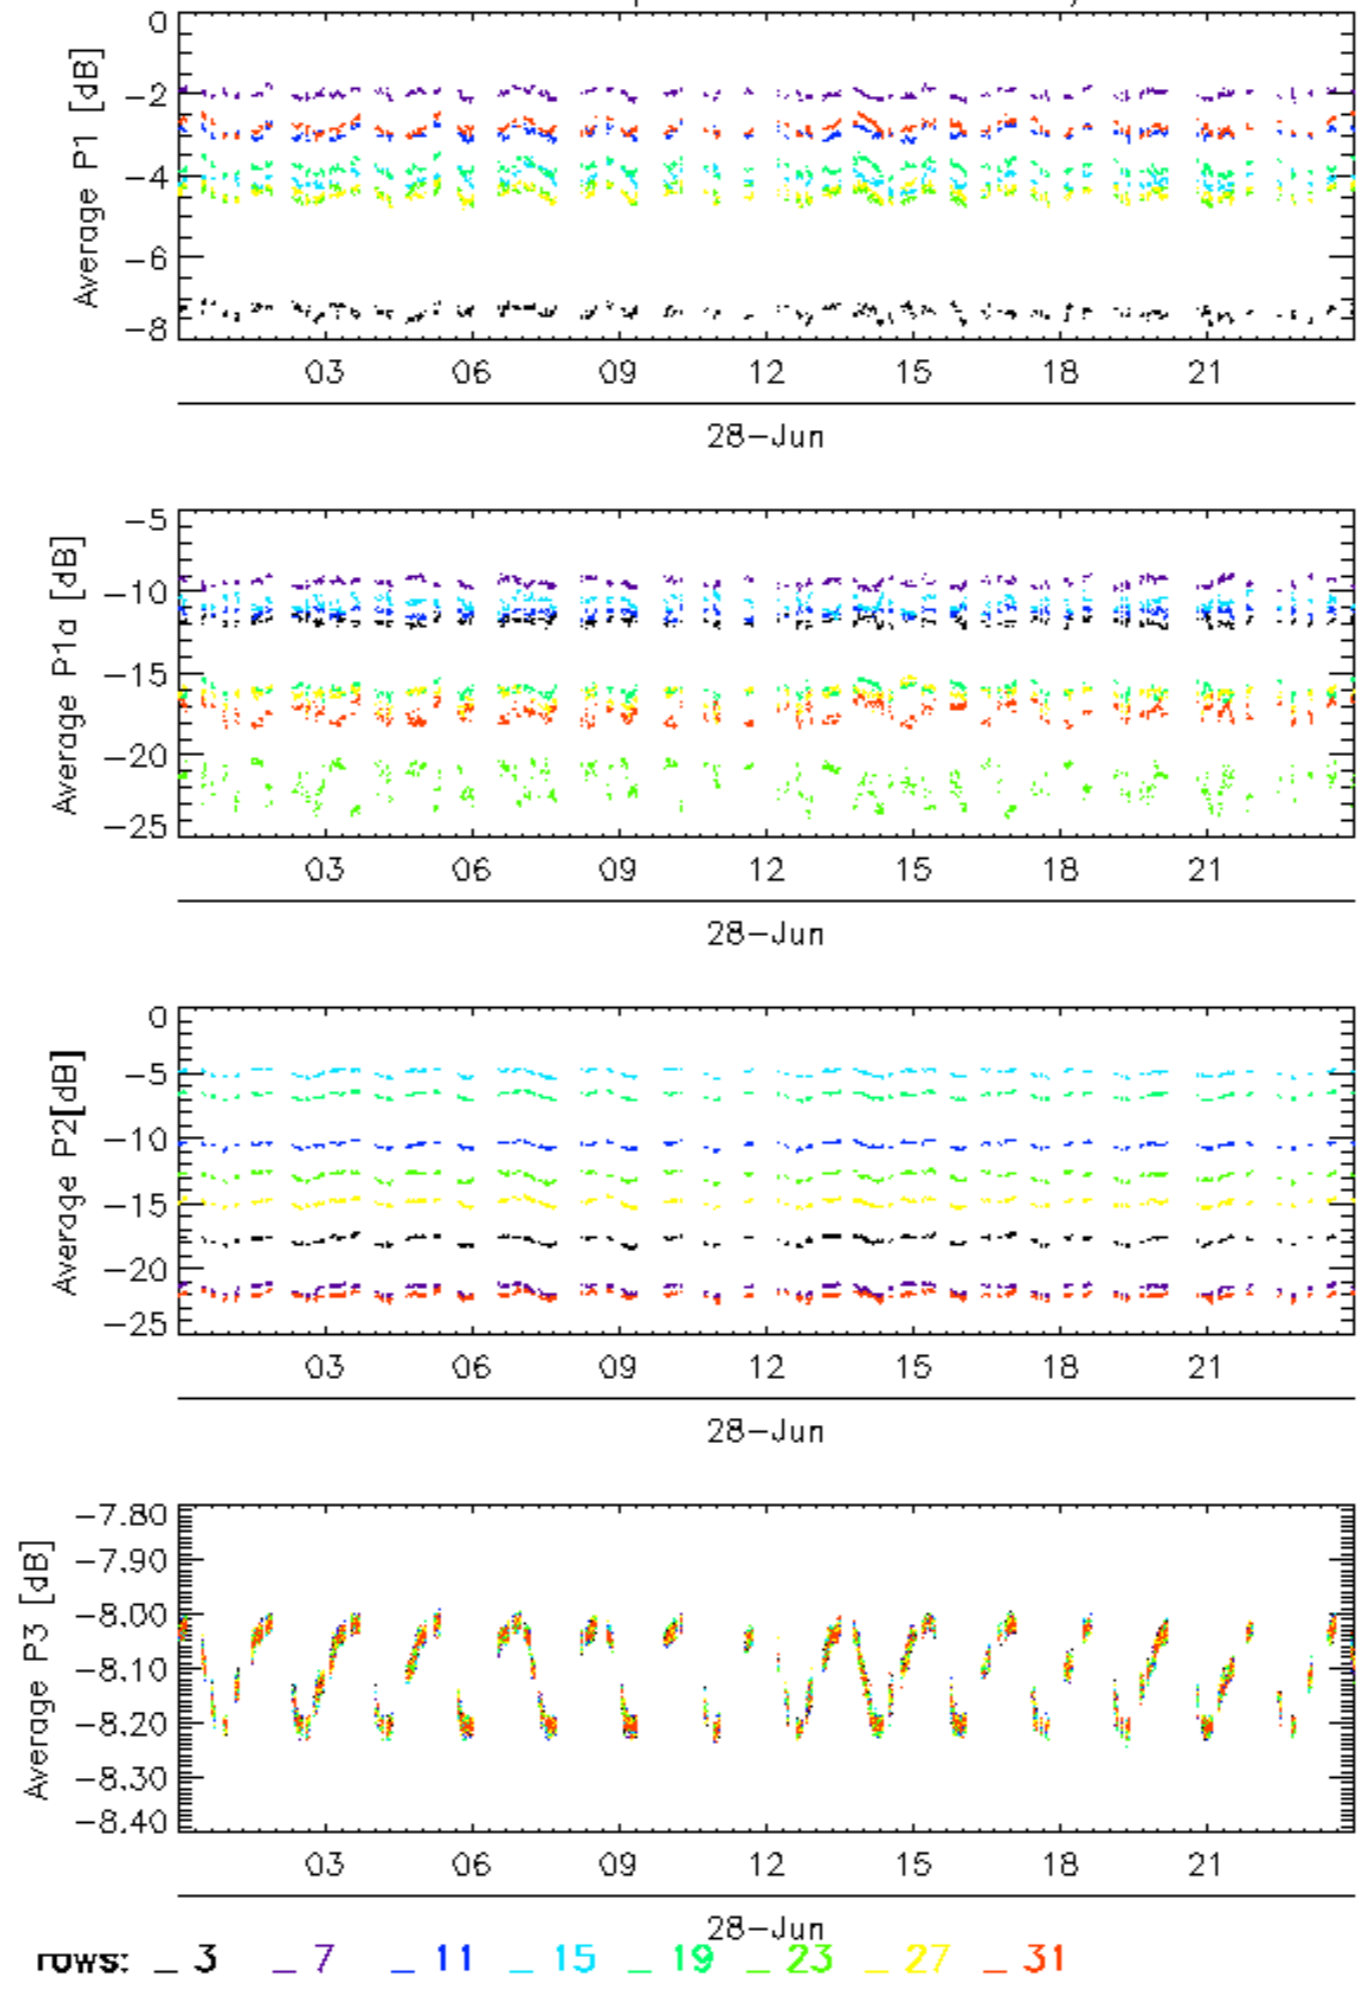 0
−2
−4
−6
−8
Average P1 [dB]
03 06 09 12 15 18 21
28−Jun
−5
−10
−15
−20
−25
Average P1a [dB]
03 06 09 12 15 18 21
28−Jun
0
−5
−10
−15
−20
−25
Average P2[dB]
03 06 09 12 15 18 21
28−Jun
−7.80
−7.90
−8.00
−8.10
−8.20
−8.30
−8.40
Average P3 [dB]
03 06 09 12 15 18 21
28−Jun
rows: _ 3 _ 7 _ 11 _ 15 _ 19 _ 23 _ 27 _ 31